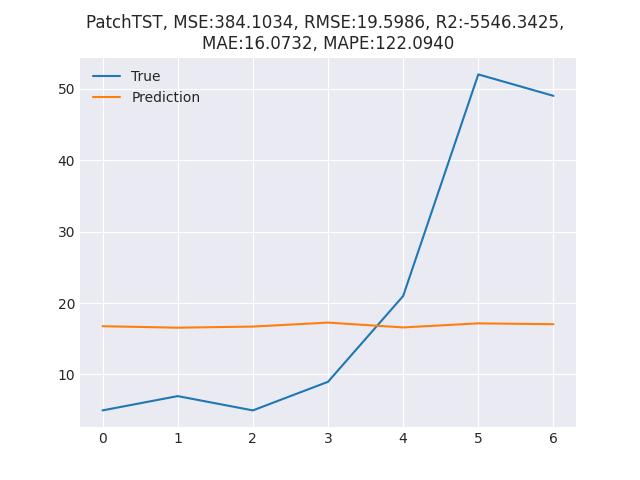 PatchTST, MSE:384.1034, RMSE:19.5986, R2:-5546.3425,
MAE:16.0732, MAPE:122.0940
True
Prediction
50
40
30
20
10
0 1 2 3 4 5 6